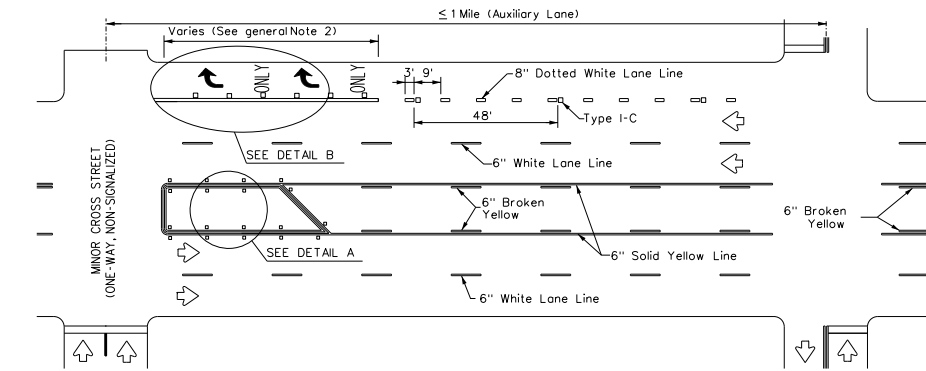 ≤ 1 Mile (Auxiliary Lane)
Varies (See general Note 2)
ONLY
ONLY
3'
9'
8" Dotted White Lane Line
48'
Type I-C
SEE DETAIL B
6" White Lane Line
MINOR CROSS STREET
(ONE-WAY, NON-SIGNALIZED)
6" Broken
Yellow
6" Broken
Yellow
SEE DETAIL A
6" Solid Yellow Line
6" White Lane Line